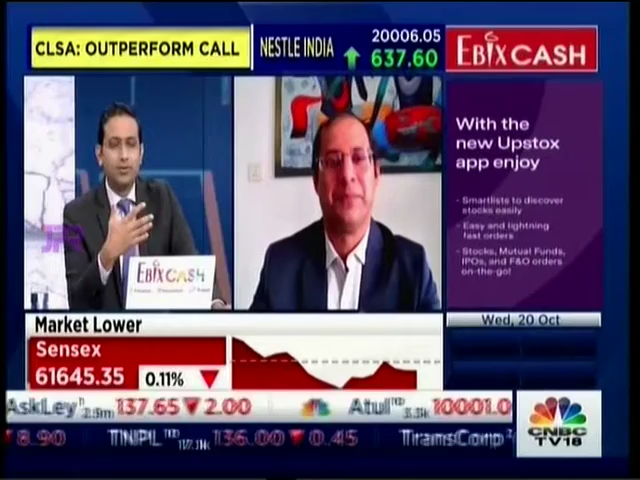 CLSA: OUTPERFORM CALL
NESTLE INDIA
20006.05
637.60
EBIXCASH
With the
new Upstox
app enjoy
- Smartlists to discover
stocks easily
- Easy and lightning
fast orders
- Stocks, Mutual Funds,
IPOs, and F&O orders
on-the-go!
EBIXCASH
Market Lower
Wed, 20 Oct
Sensex
61645.35
0.11%
AskLey
137.65
2.00
Atul
10001.0
8.90
TNPL
136.00
0.45
TiramsComp
CNBC
TV18